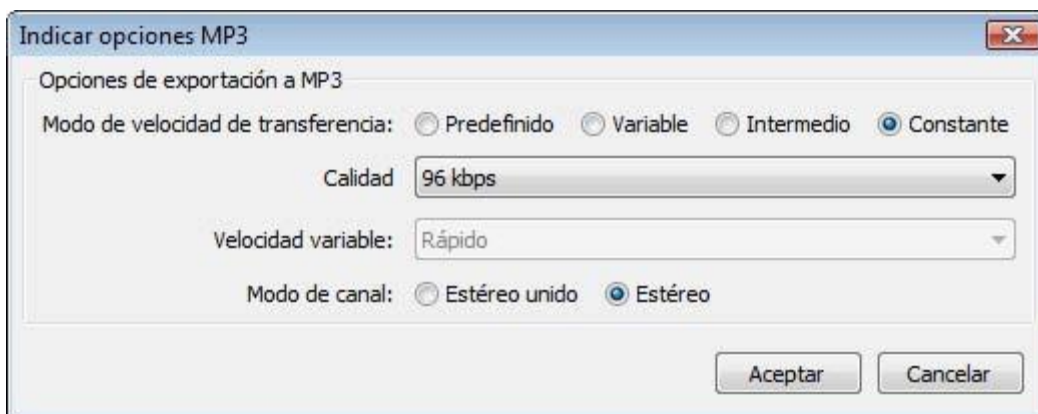 Indicar opciones MP3
Opciones de exportación a MP3
Modo de velocidad de transferencia: Predefinido Variable Intermedio Constante
Calidad 96 kbps
Velocidad variable: Rápido
Modo de canal: Estéreo unido Estéreo
Aceptar Cancelar